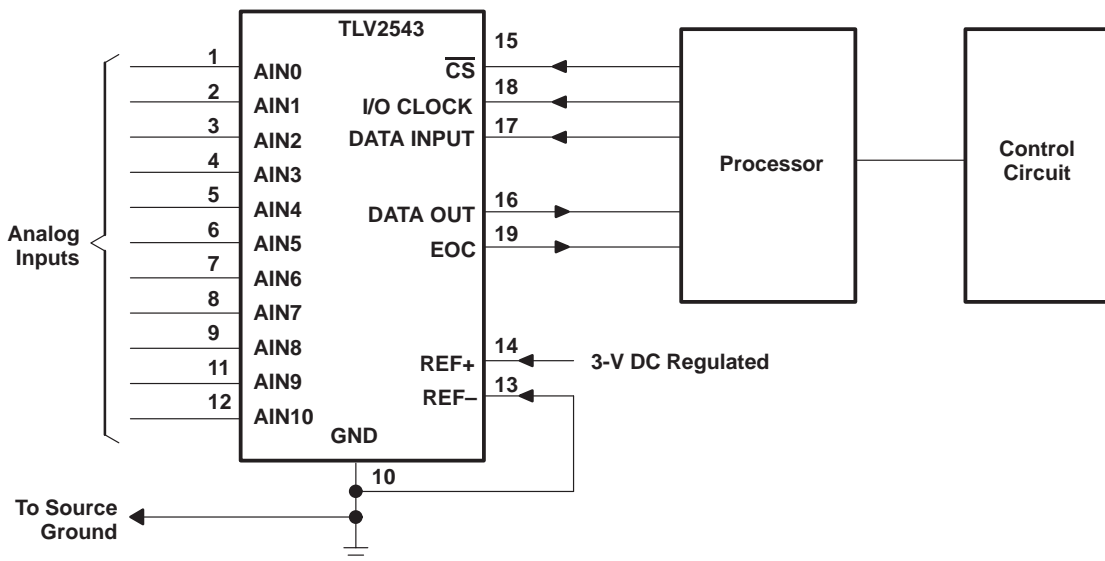 TLV2543
Analog
Inputs
1 AIN0
2 AIN1
3 AIN2
4 AIN3
5 AIN4
6 AIN5
7 AIN6
8 AIN7
9 AIN8
11 AIN9
12 AIN10
CS 15
I/O CLOCK 18
DATA INPUT 17
DATA OUT 16
EOC 19
REF+ 14
3-V DC Regulated
REF– 13
GND
10
To Source
Ground
Processor
Control
Circuit